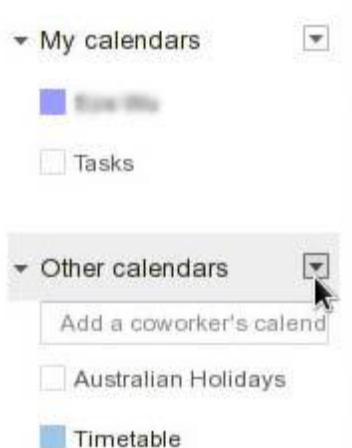 My calendars
Tasks
Other calendars
Add a coworker's calend
Australian Holidays
Timetable